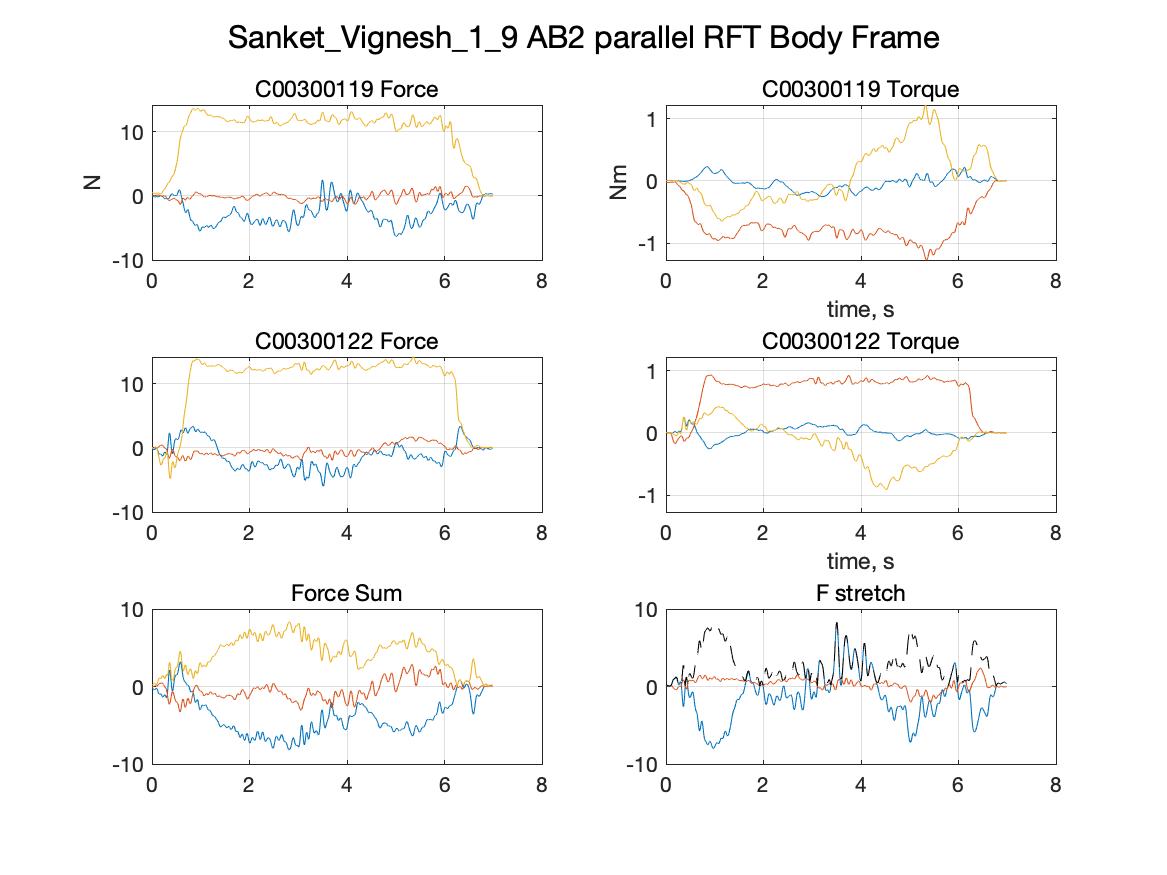 Sanket_Vignesh_1_9 AB2 parallel RFT Body Frame
C00300119 Force
10
0
-10
N
0 2 4 6 8
C00300119 Torque
1
0
-1
Nm
0 2 4 6 8
time, s
C00300122 Force
10
0
-10
0 2 4 6 8
C00300122 Torque
1
0
-1
0 2 4 6 8
time, s
Force Sum
10
0
-10
0 2 4 6 8
F stretch
10
0
-10
0 2 4 6 8